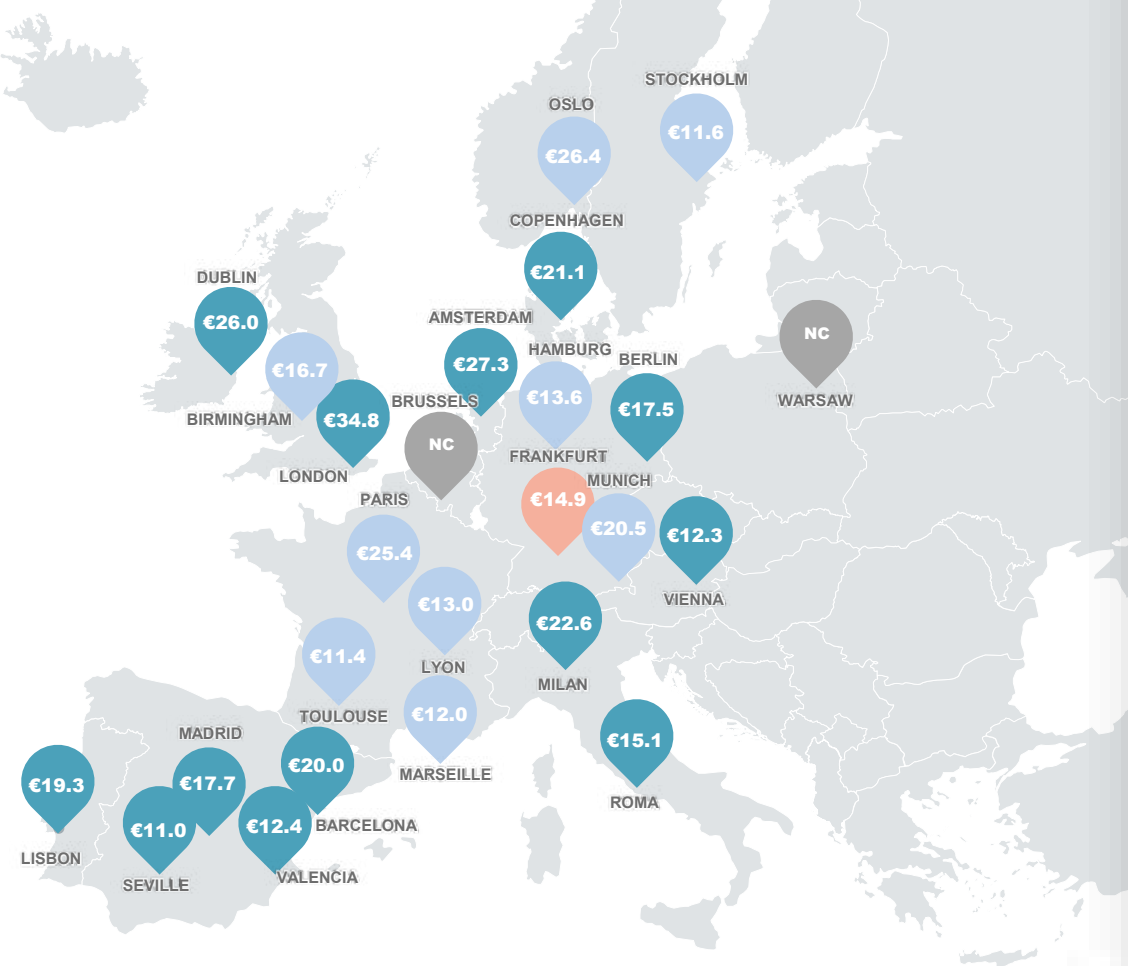 STOCKHOLM
€11.6
OSLO
€26.4
COPENHAGEN
€21.1
DUBLIN
€26.0
AMSTERDAM
€27.3
HAMBURG
€13.6
BERLIN
€17.5
NC
WARSAW
€16.7
BIRMINGHAM
€34.8
LONDON
BRUSSELS
NC
FRANKFURT
€14.9
MUNICH
€20.5
€12.3
VIENNA
PARIS
€25.4
€13.0
LYON
€22.6
MILAN
€11.4
TOULOUSE
€12.0
MARSEILLE
€15.1
ROMA
MADRID
€17.7
€20.0
BARCELONA
€19.3
LISBON
€11.0
SEVILLE
€12.4
VALENCIA